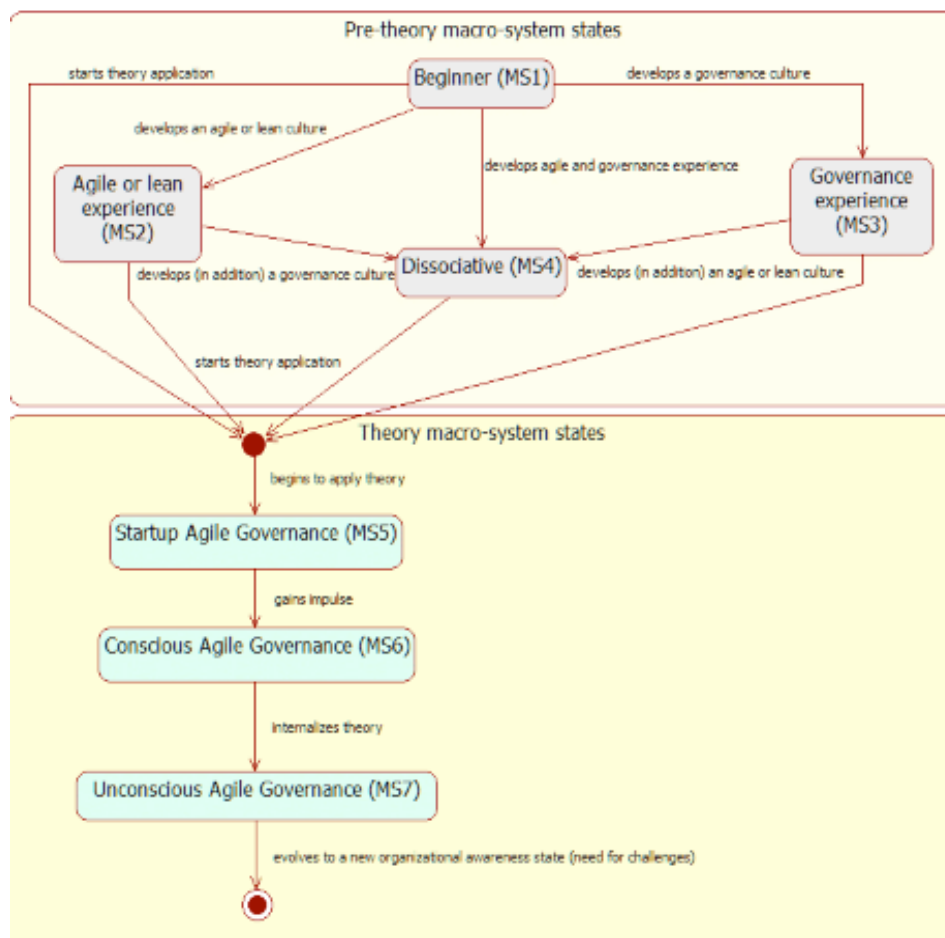 Pre-theory macro-system states
starts theory application
Beginner (MS1)
develops a governance culture
develops an agile or lean culture
Agile or lean
experience
(MS2)
develops agile and governance experience
Governance
experience
(MS3)
Dissociative (MS4)
develops (in addition) a governance culture
develops (in addition) an agile or lean culture
starts theory application
Theory macro-system states
begins to apply theory
Startup Agile Governance (MS5)
gains impulse
Conscious Agile Governance (MS6)
internalizes theory
Unconscious Agile Governance (MS7)
evolves to a new organizational awareness state (need for challenges)